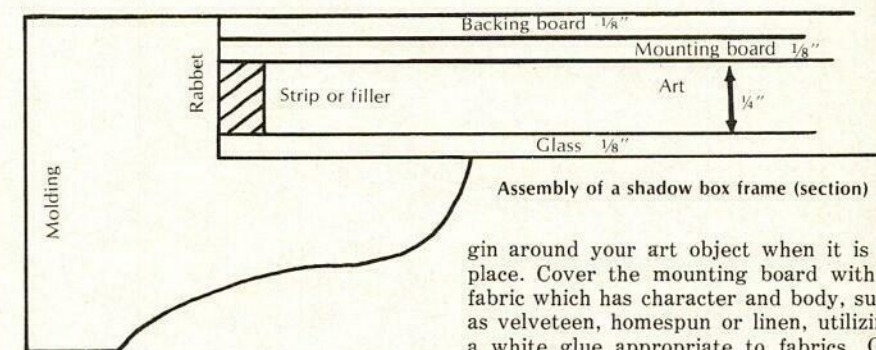 Backing board 1/8"
Mounting board 1/8"
Rabbet
Strip or filler
Art
1/4"
Glass 1/8"
Molding
Assembly of a shadow box frame (section)
gin around your art object when it is
place. Cover the mounting board with
fabric which has character and body, su
as velveteen, homespun or linen, utilizin
a white glue appropriate to fabrics. C